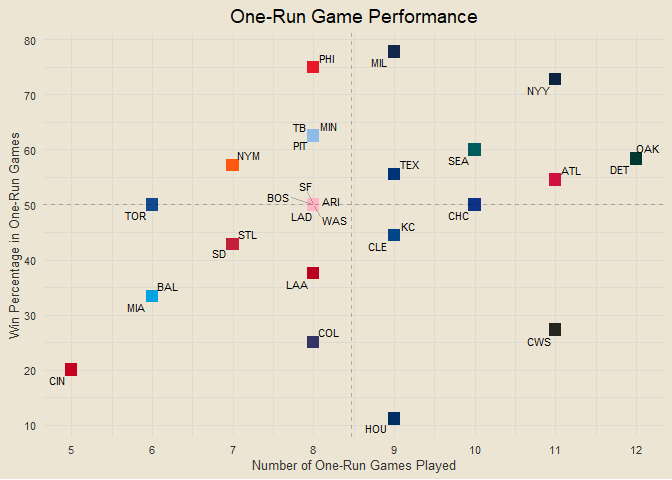 One-Run Game Performance
80
PHI
MIL
70
NYY
TB MIN
PIT
60
NYM
SEA
OAK
DET
TEX
ATL
SF
BOS
ARI
50
TOR
LAD
WAS
CHC
STL
KC
SD
CLE
40
LAA
BAL
MIA
30
COL
CWS
20
CIN
HOU
10
5 6 7 8 9 10 11 12
Number of One-Run Games Played
Win Percentage in One-Run Games